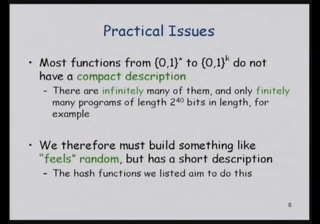 Practical Issues
• Most functions from {0,1}* to {0,1}ᵏ do not
have a compact description
– There are infinitely many of them, and only finitely
many programs of length 2⁴⁰ bits in length, for
example
• We therefore must build something like
"feels" random, but has a short description
– The hash functions we listed aim to do this
8